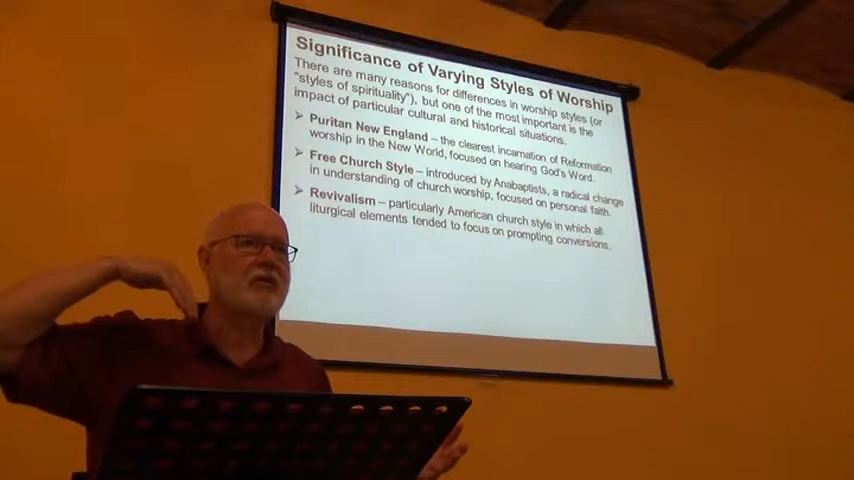 Significance of Varying Styles of Worship
There are many reasons for differences in worship styles (or
"styles of spirituality"), but one of the most important is the
impact of particular cultural and historical situations.
➢ Puritan New England – the clearest incarnation of Reformation
worship in the New World, focused on hearing God's Word.
➢ Free Church Style – introduced by Anabaptists, a radical change
in understanding of church worship, focused on personal faith.
➢ Revivalism – particularly American church style in which all
liturgical elements tended to focus on prompting conversions.